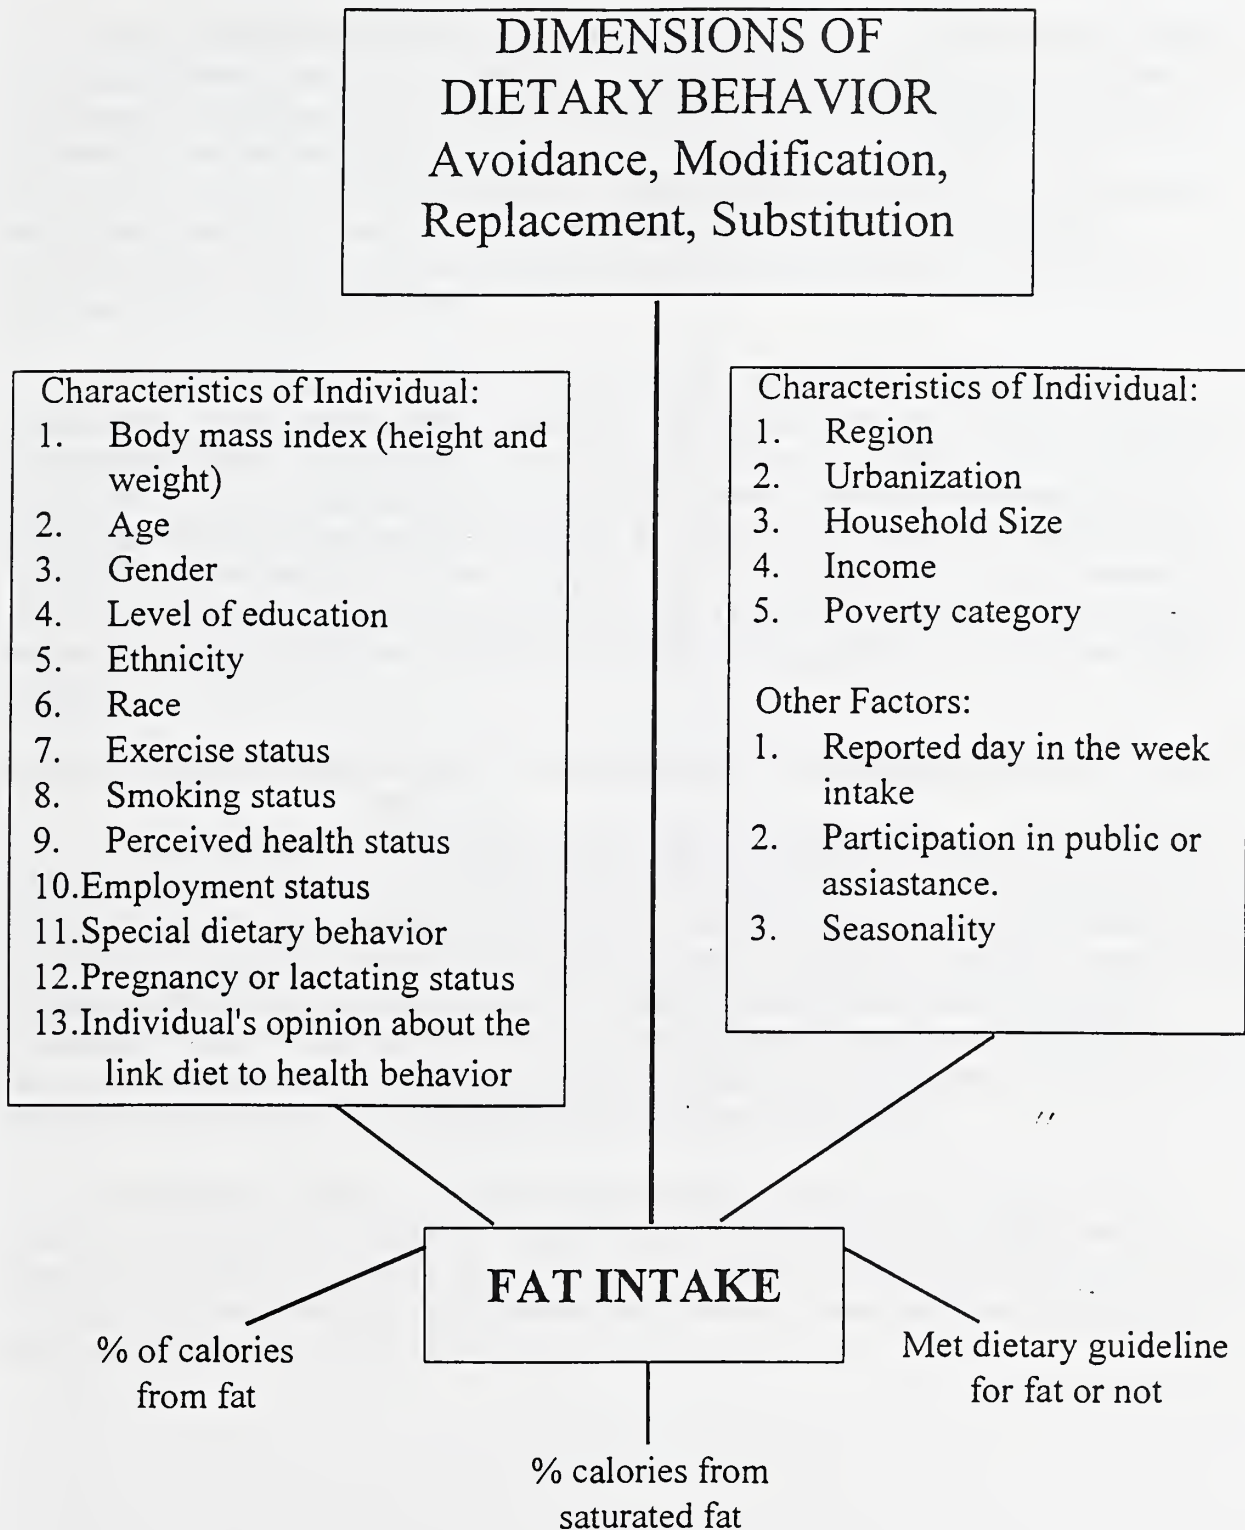 DIMENSIONS OF
DIETARY BEHAVIOR
Avoidance, Modification,
Replacement, Substitution
Characteristics of Individual:
1. Body mass index (height and
weight)
2. Age
3. Gender
4. Level of education
5. Ethnicity
6. Race
7. Exercise status
8. Smoking status
9. Perceived health status
10.Employment status
11.Special dietary behavior
12.Pregnancy or lactating status
13.Individual's opinion about the
link diet to health behavior
Characteristics of Individual:
1. Region
2. Urbanization
3. Household Size
4. Income
5. Poverty category
Other Factors:
1. Reported day in the week
intake
2. Participation in public or
assiastance.
3. Seasonality
FAT INTAKE
% of calories
from fat
% calories from
saturated fat
Met dietary guideline
for fat or not